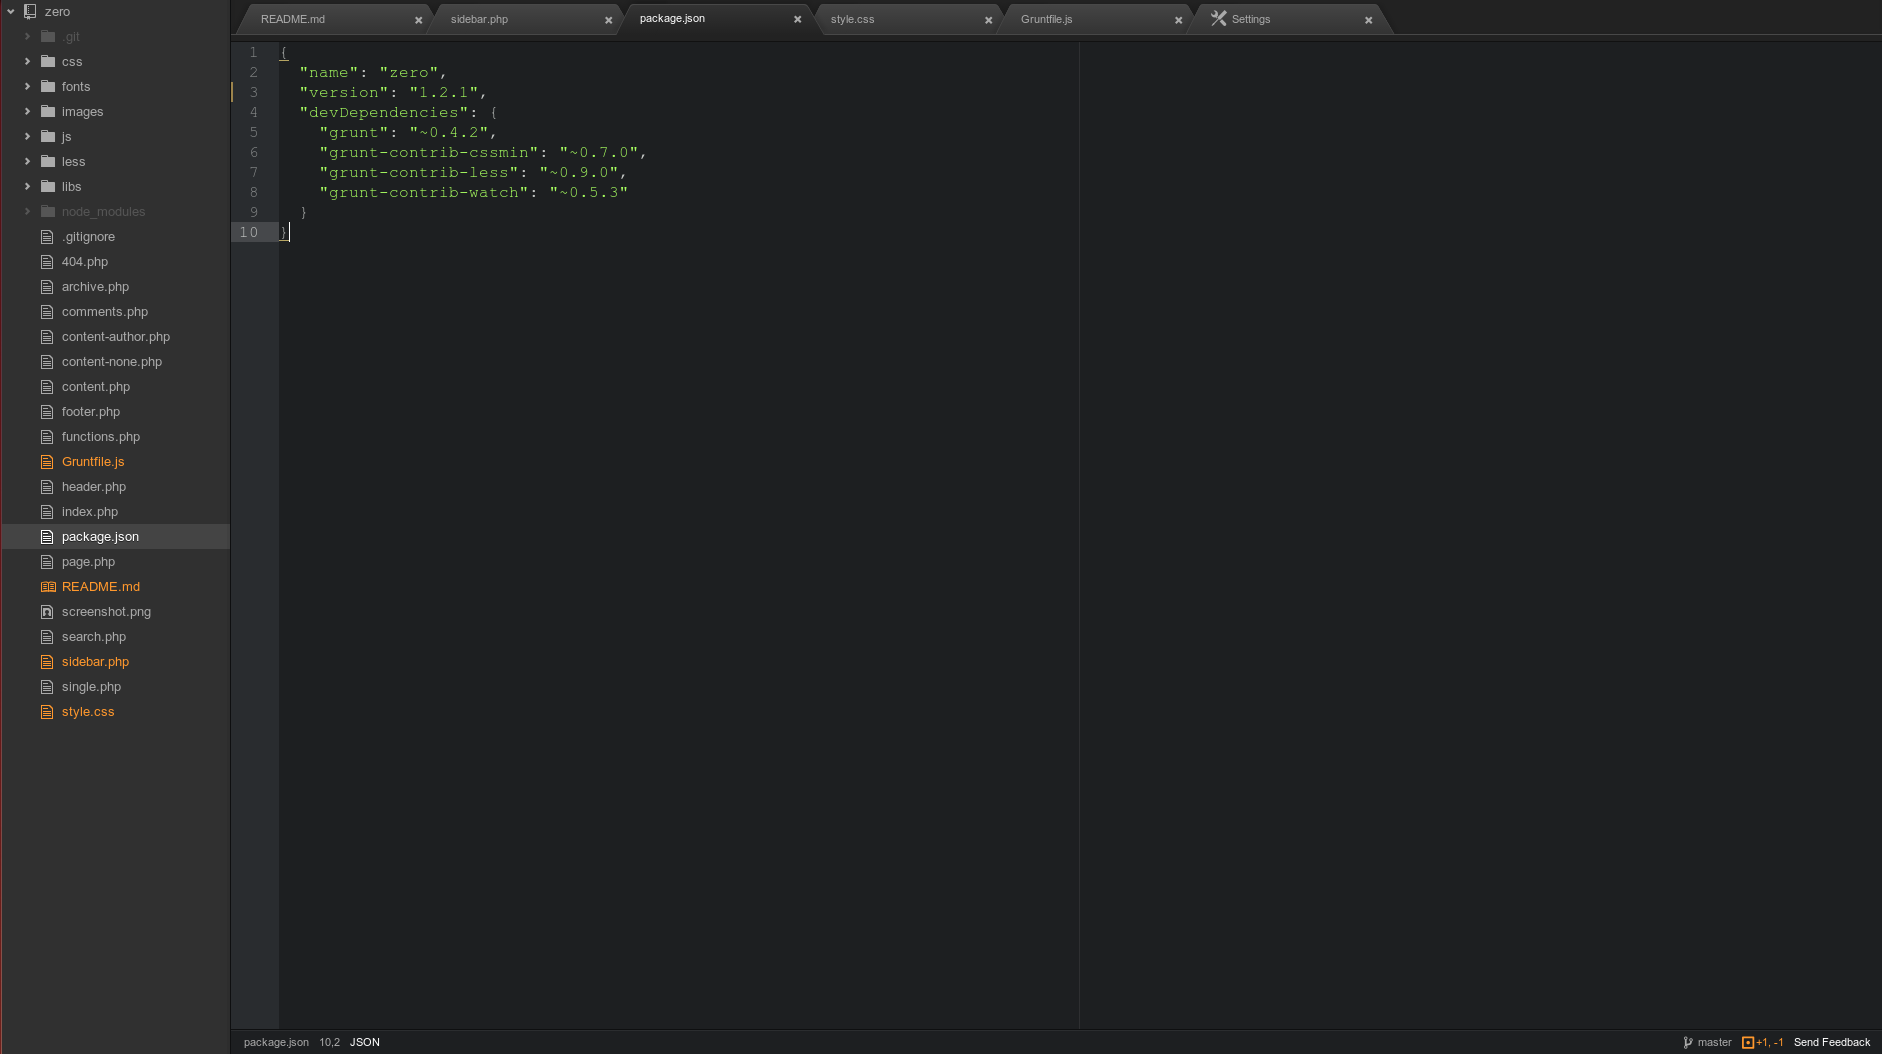 zero
.git
css
fonts
images
js
less
libs
node_modules
.gitignore
404.php
archive.php
comments.php
content-author.php
content-none.php
content.php
footer.php
functions.php
Gruntfile.js
header.php
index.php
package.json
page.php
README.md
screenshot.png
search.php
sidebar.php
single.php
style.css
README.md sidebar.php package.json style.css Gruntfile.js Settings
1 {
2 "name": "zero",
3 "version": "1.2.1",
4 "devDependencies": {
5 "grunt": "~0.4.2",
6 "grunt-contrib-cssmin": "~0.7.0",
7 "grunt-contrib-less": "~0.9.0",
8 "grunt-contrib-watch": "~0.5.3"
9 }
10 }
package.json 10,2 JSON master +1, -1 Send Feedback